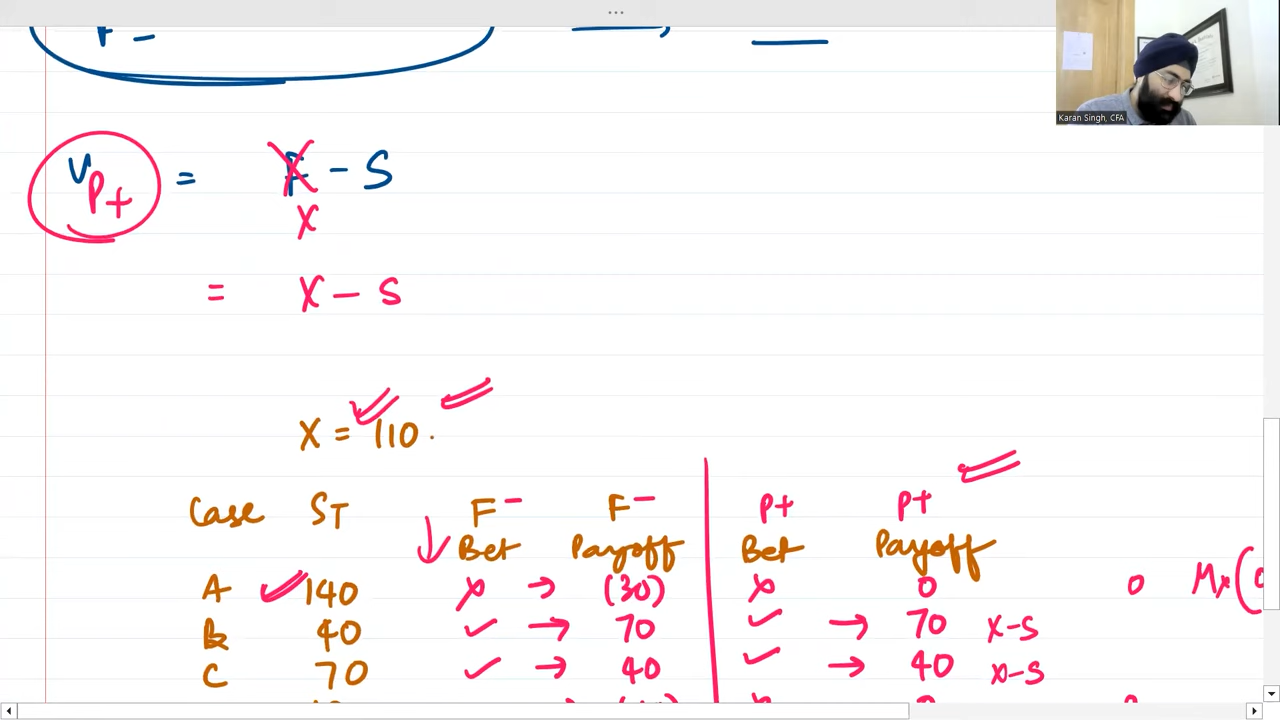 F -
Karan Singh, CFA
V P+ = F - S
X
= X - S
X = 110
Case ST F- F- P+ P+
Bet Payoff Bet Payoff
A 140 x → (30) x 0 0
B 40 ✓ → 70 ✓ → 70 X-S
C 70 ✓ → 40 ✓ → 40 X-S